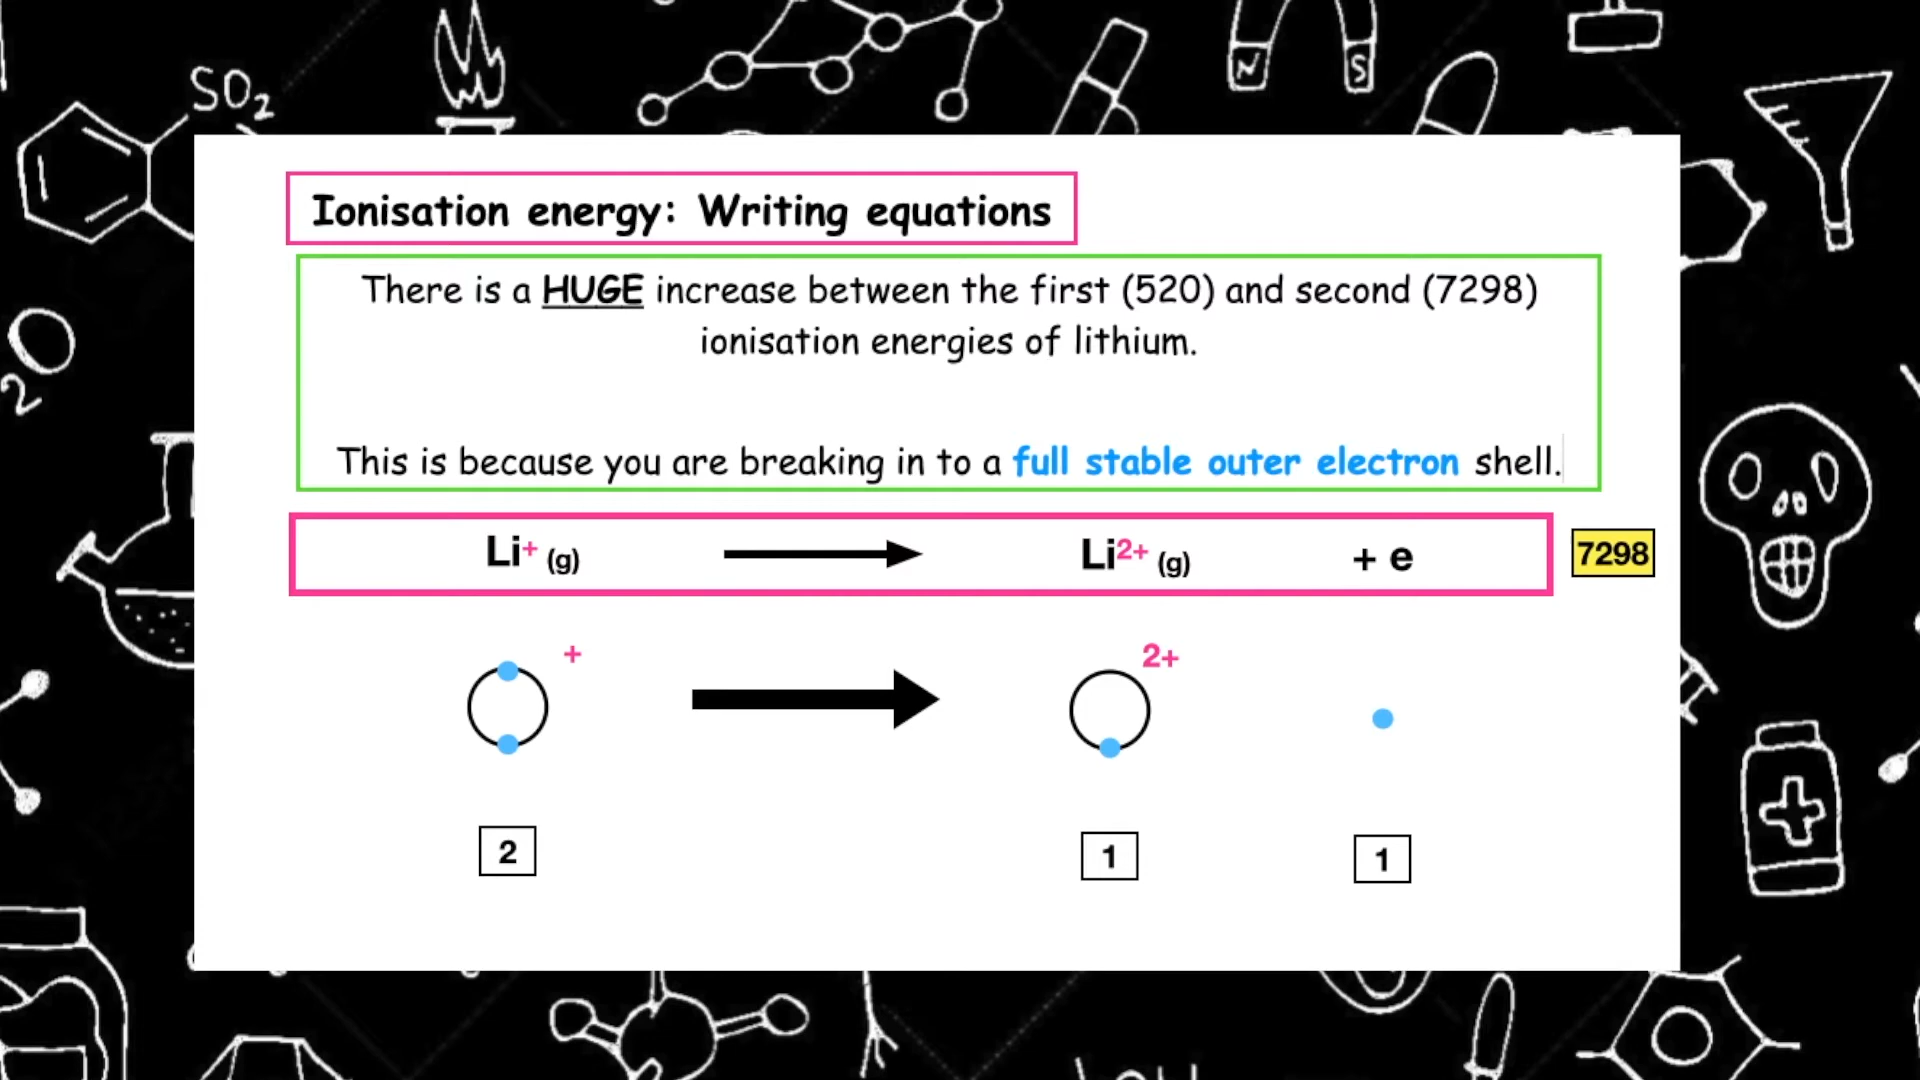 SO2
N S
2O
Ionisation energy: Writing equations
There is a HUGE increase between the first (520) and second (7298)
ionisation energies of lithium.
This is because you are breaking in to a full stable outer electron shell.
Li+ (g) Li2+ (g) + e 7298
+ 2+
2 1 1